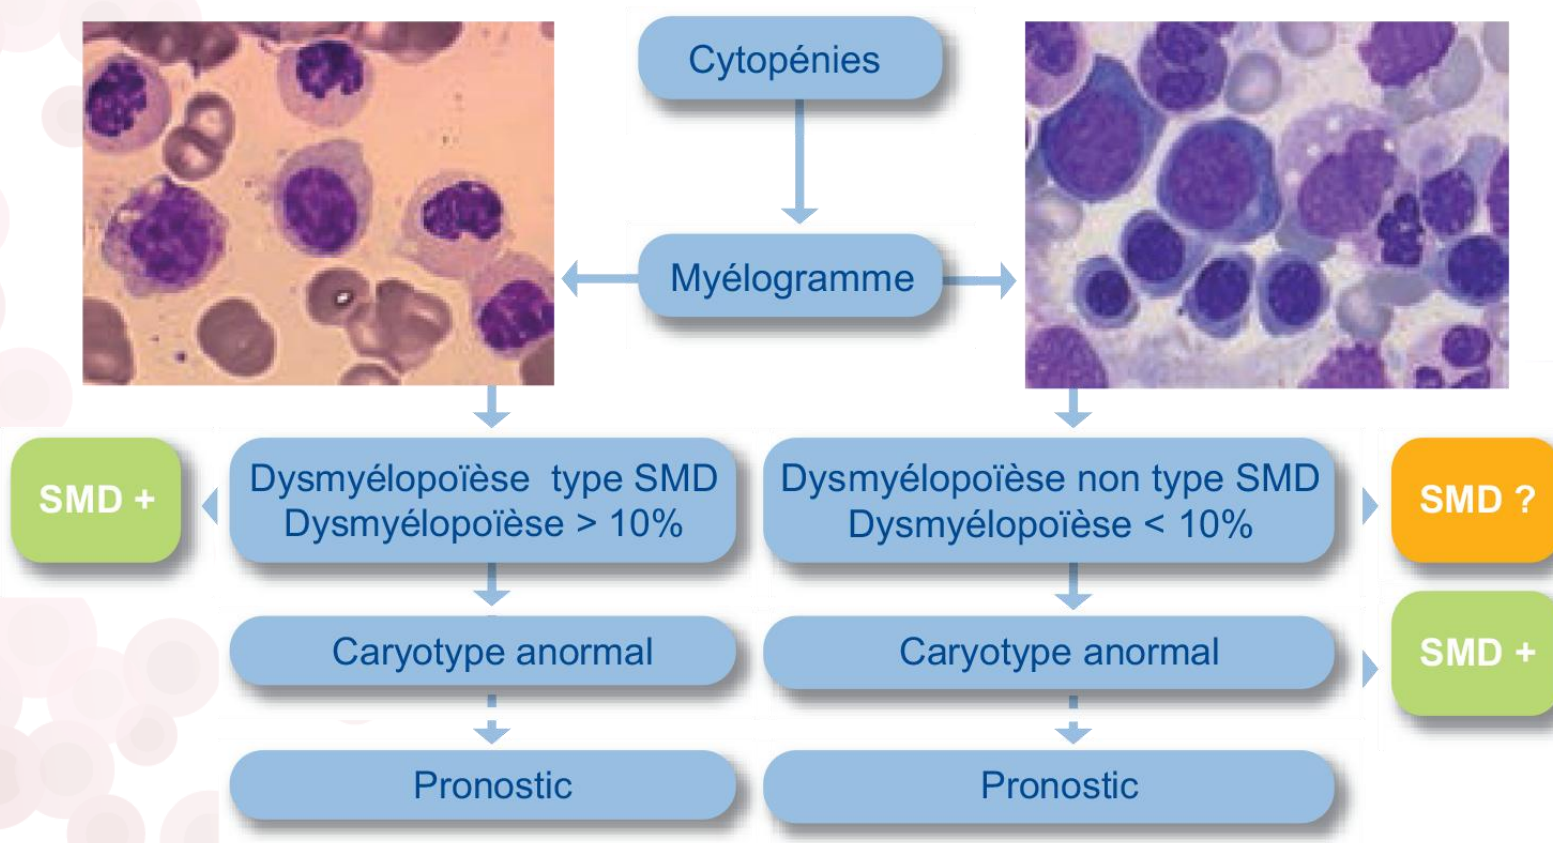 Cytopénies
Myélogramme
SMD +
Dysmyélopoïèse type SMD
Dysmyélopoïèse > 10%
Dysmyélopoïèse non type SMD
Dysmyélopoïèse < 10%
SMD ?
Caryotype anormal
Caryotype anormal
SMD +
Pronostic
Pronostic